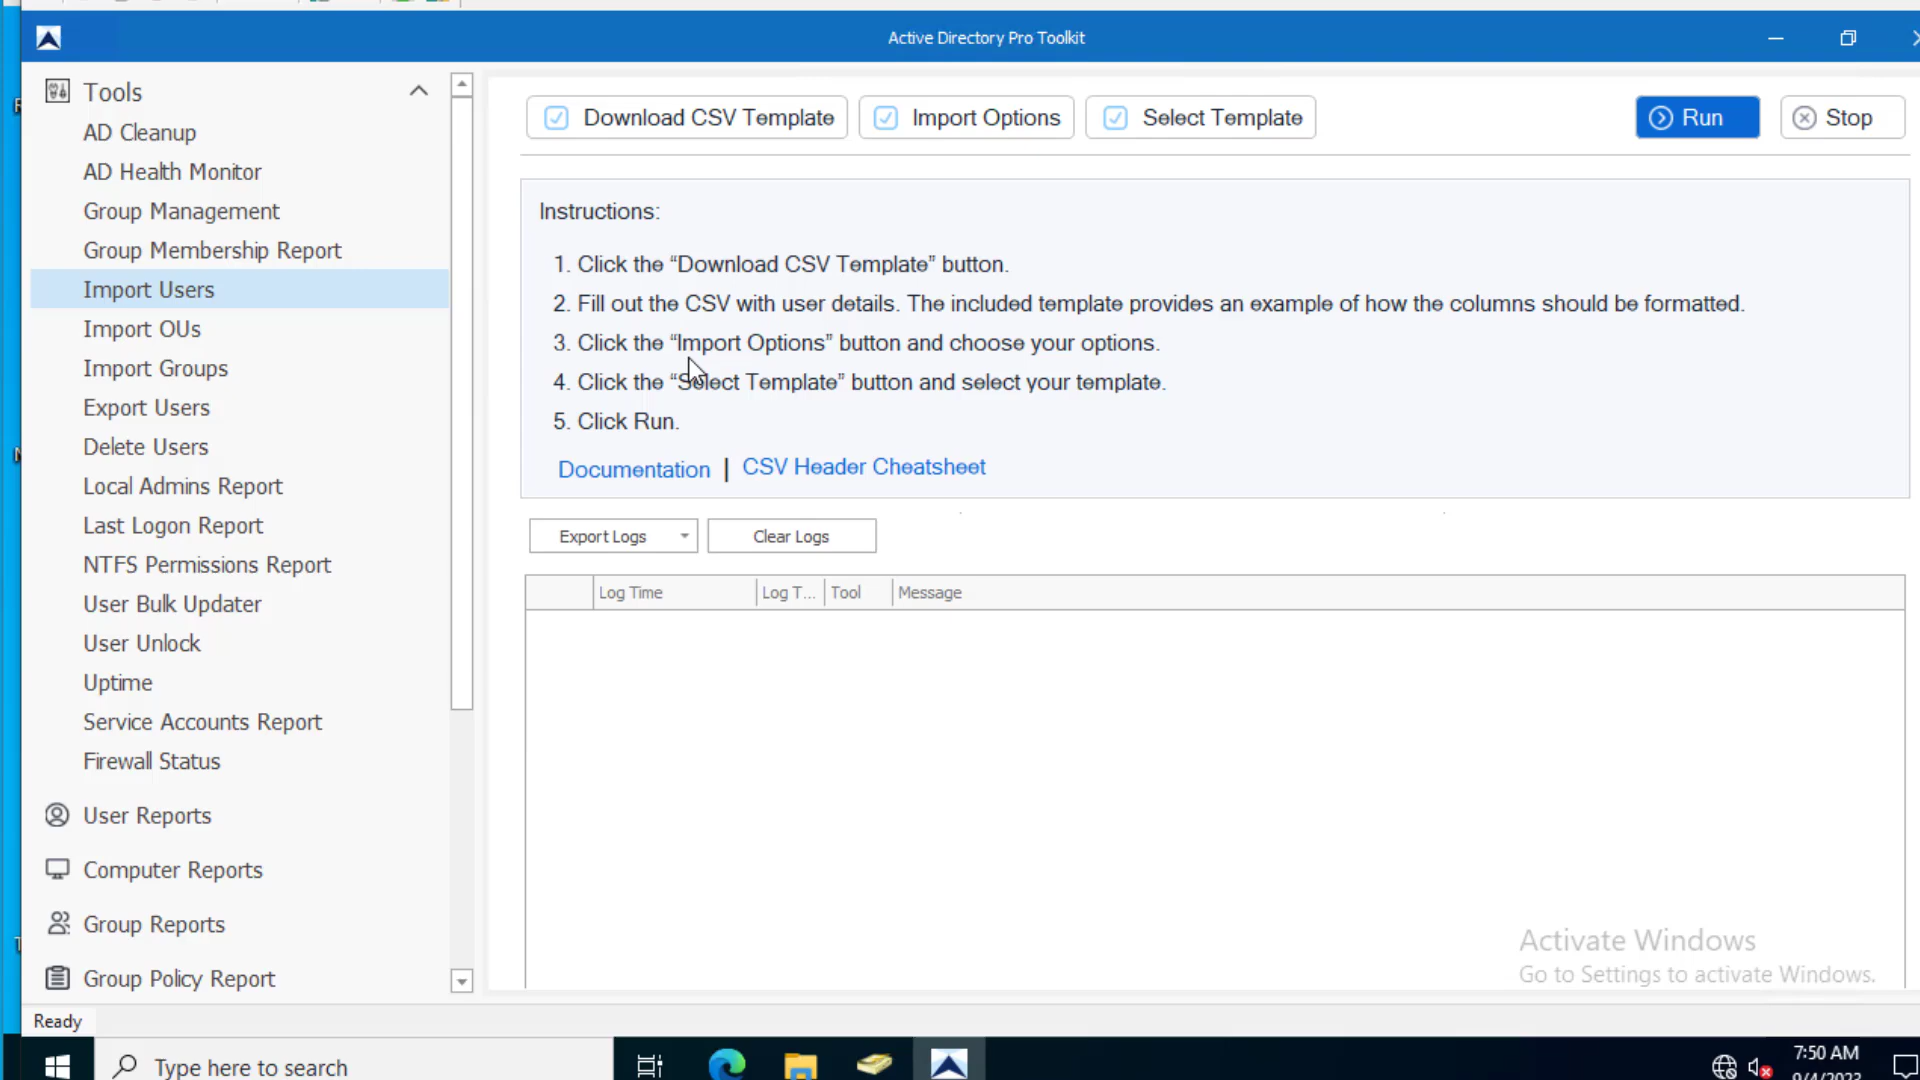 Active Directory Pro Toolkit
Tools
AD Cleanup
AD Health Monitor
Group Management
Group Membership Report
Import Users
Import OUs
Import Groups
Export Users
Delete Users
Local Admins Report
Last Logon Report
NTFS Permissions Report
User Bulk Updater
User Unlock
Uptime
Service Accounts Report
Firewall Status
User Reports
Computer Reports
Group Reports
Group Policy Report
Download CSV Template
Import Options
Select Template
Run
Stop
Instructions:
1. Click the “Download CSV Template” button.
2. Fill out the CSV with user details. The included template provides an example of how the columns should be formatted.
3. Click the “Import Options” button and choose your options.
4. Click the “Select Template” button and select your template.
5. Click Run.
Documentation | CSV Header Cheatsheet
Export Logs
Clear Logs
Log Time
Log T...
Tool
Message
Activate Windows
Go to Settings to activate Windows.
Ready
Type here to search
7:50 AM
9/4/2023